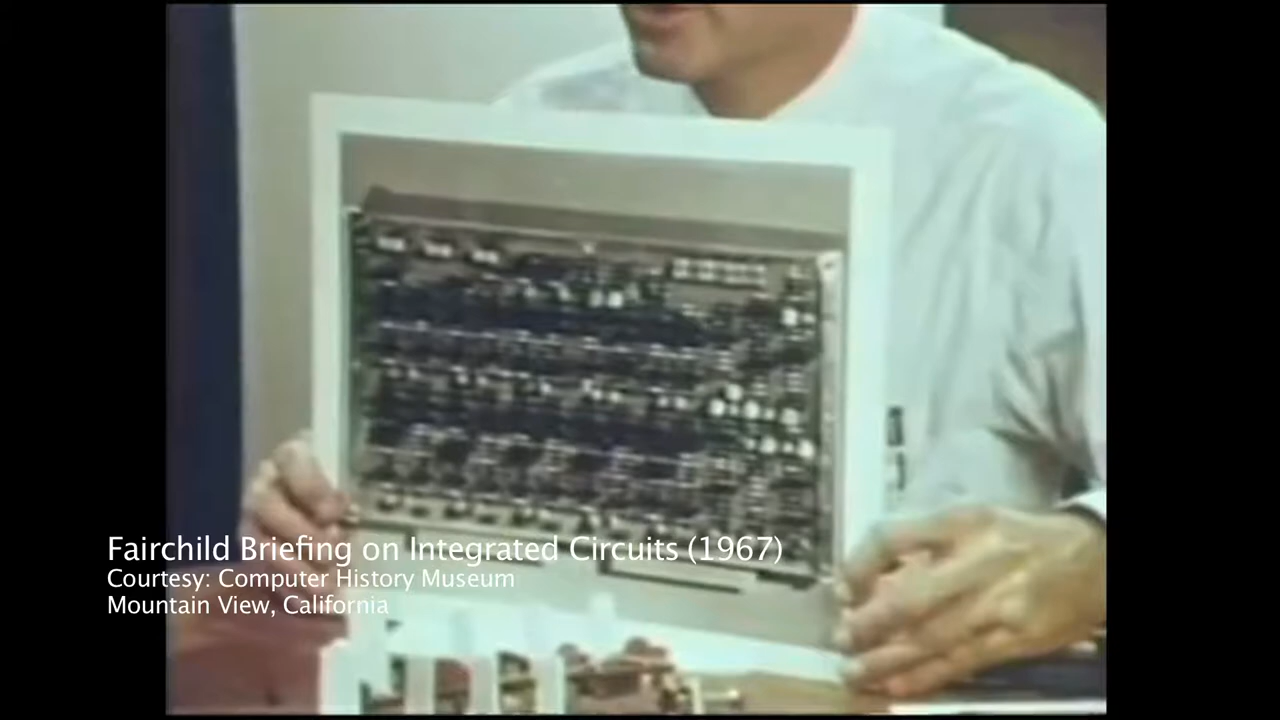 Fairchild Briefing on Integrated Circuits (1967)
Courtesy: Computer History Museum
Mountain View, California